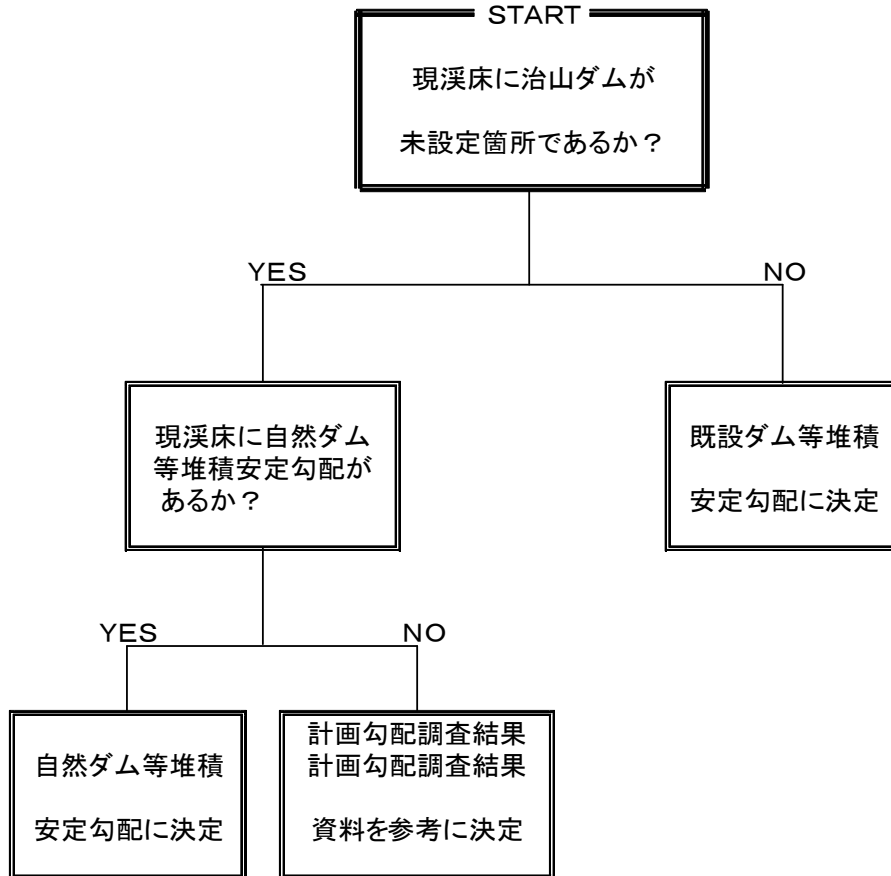 START
現渓床に治山ダムが
未設定箇所であるか？
YES
NO
現渓床に自然ダム
等堆積安定勾配が
あるか？
既設ダム等堆積
安定勾配に決定
YES
NO
自然ダム等堆積
安定勾配に決定
計画勾配調査結果
計画勾配調査結果
資料を参考に決定